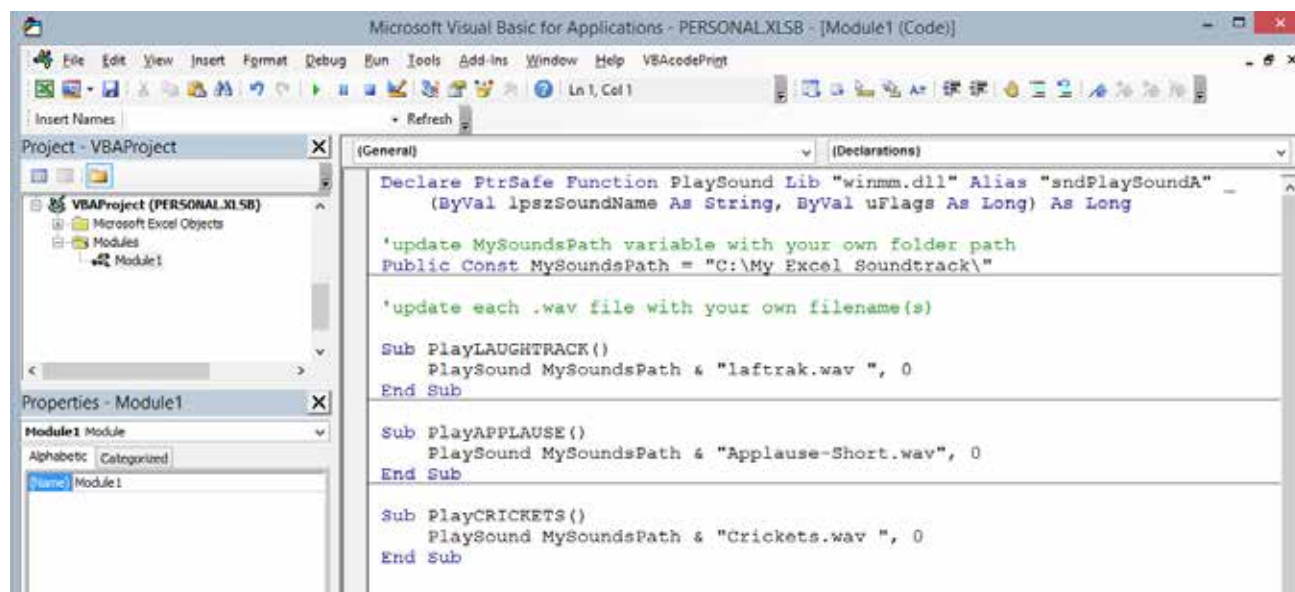 Microsoft Visual Basic for Applications - PERSONAL.XLSB - [Module1 (Code)]
File Edit View Insert Format Debug Run Tools Add-Ins Window Help VBAcodePrint
Ln 1, Col 1
Insert Names
Refresh
Project - VBAProject
VBAProject (PERSONAL.XLSB)
Microsoft Excel Objects
Modules
Module1
Properties - Module1
Module1 Module
Alphabetic Categorized
(Name) Module1
(General) (Declarations)
Declare PtrSafe Function PlaySound Lib "winmm.dll" Alias "sndPlaySoundA" _
(ByVal lpszSoundName As String, ByVal uFlags As Long) As Long
'update MySoundsPath variable with your own folder path
Public Const MySoundsPath = "C:\My Excel Soundtrack\"
'update each .wav file with your own filename(s)
Sub PlayLAUGHTRACK()
PlaySound MySoundsPath & "laftrak.wav ", 0
End Sub
Sub PlayAPPLAUSE()
PlaySound MySoundsPath & "Applause-Short.wav", 0
End Sub
Sub PlayCRICKETS()
PlaySound MySoundsPath & "Crickets.wav ", 0
End Sub